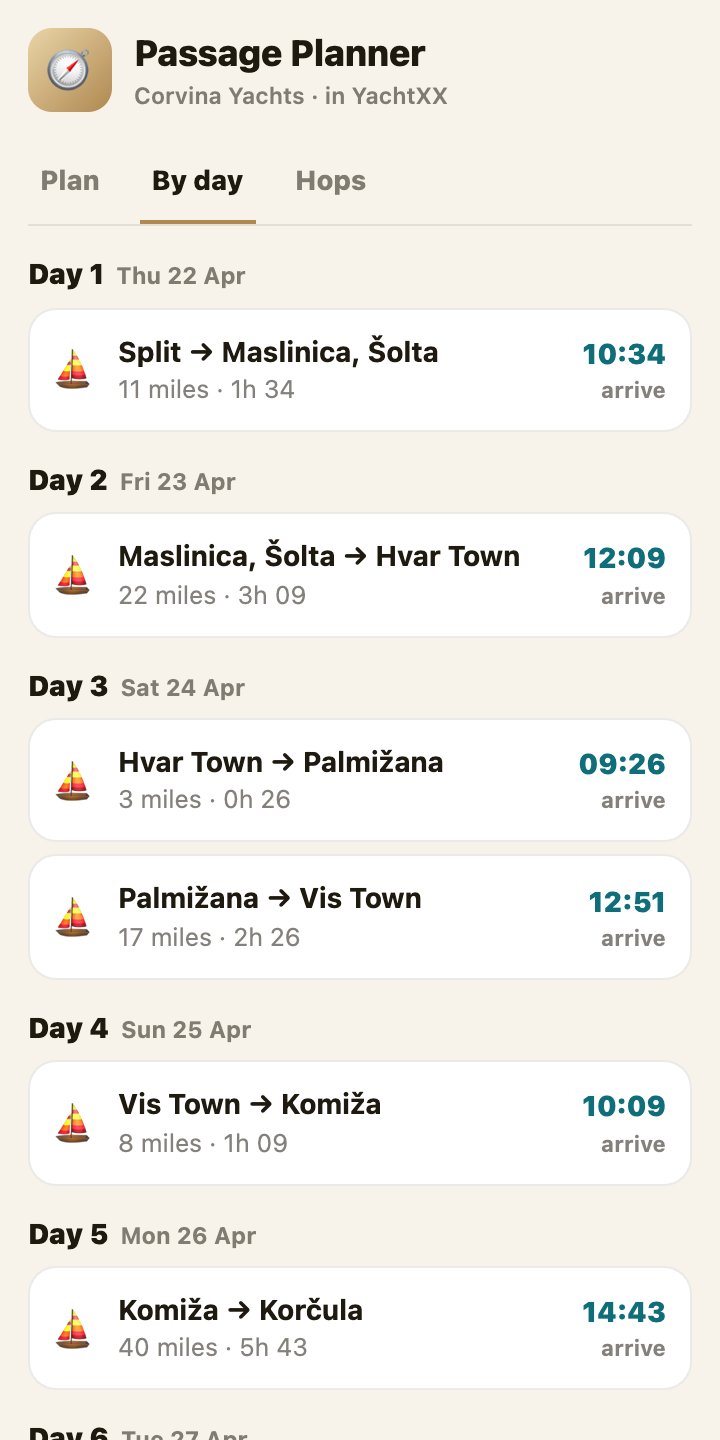 Passage Planner
Corvina Yachts · in YachtXX
Plan By day Hops
Day 1 Thu 22 Apr
Split → Maslinica, Šolta 10:34
11 miles · 1h 34 arrive
Day 2 Fri 23 Apr
Maslinica, Šolta → Hvar Town 12:09
22 miles · 3h 09 arrive
Day 3 Sat 24 Apr
Hvar Town → Palmižana 09:26
3 miles · 0h 26 arrive
Palmižana → Vis Town 12:51
17 miles · 2h 26 arrive
Day 4 Sun 25 Apr
Vis Town → Komiža 10:09
8 miles · 1h 09 arrive
Day 5 Mon 26 Apr
Komiža → Korčula 14:43
40 miles · 5h 43 arrive
Day 6 Tue 27 Apr